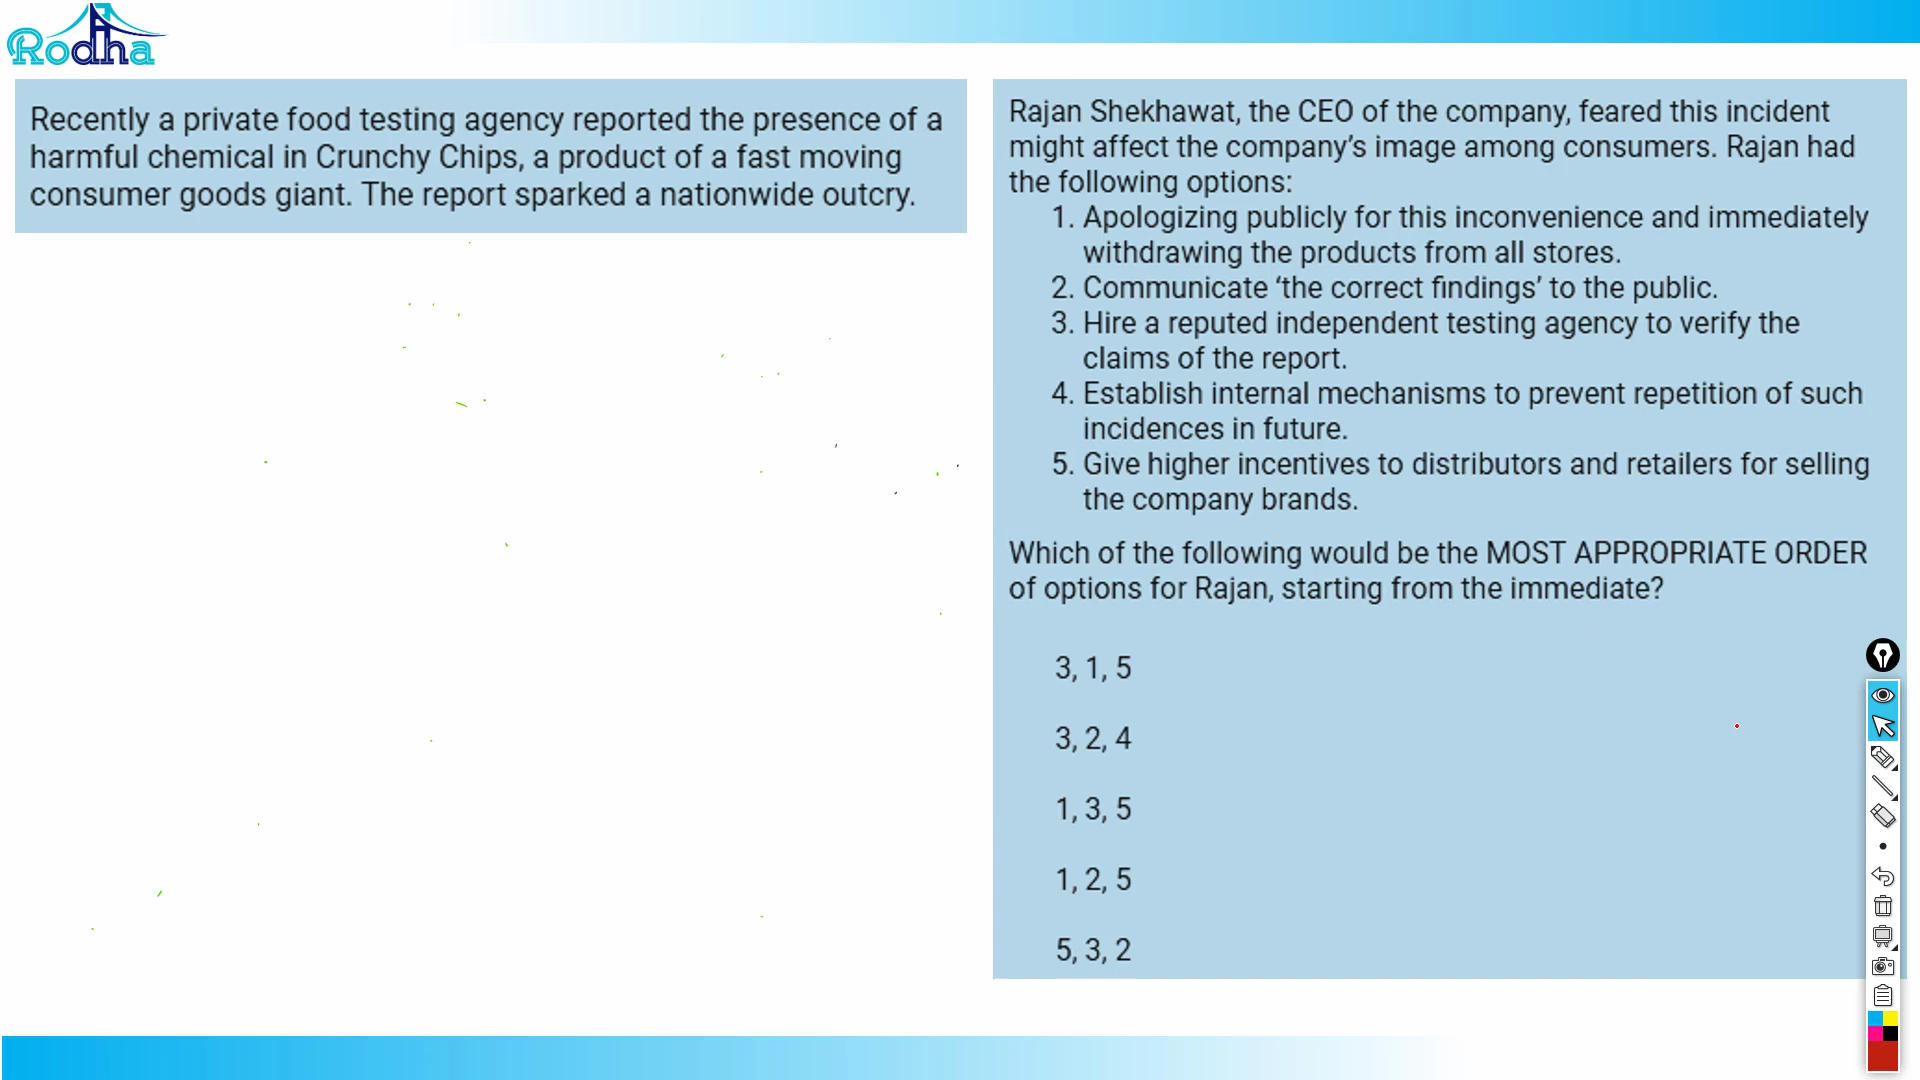 Rodha
Recently a private food testing agency reported the presence of a
harmful chemical in Crunchy Chips, a product of a fast moving
consumer goods giant. The report sparked a nationwide outcry.
Rajan Shekhawat, the CEO of the company, feared this incident
might affect the company's image among consumers. Rajan had
the following options:
1. Apologizing publicly for this inconvenience and immediately
withdrawing the products from all stores.
2. Communicate ‘the correct findings’ to the public.
3. Hire a reputed independent testing agency to verify the
claims of the report.
4. Establish internal mechanisms to prevent repetition of such
incidences in future.
5. Give higher incentives to distributors and retailers for selling
the company brands.
Which of the following would be the MOST APPROPRIATE ORDER
of options for Rajan, starting from the immediate?
3, 1, 5
3, 2, 4
1, 3, 5
1, 2, 5
5, 3, 2